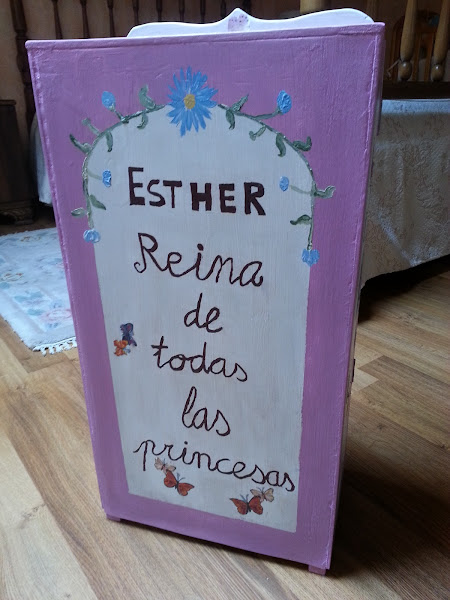 ESTHER
Reina
de
todas
las
princesas